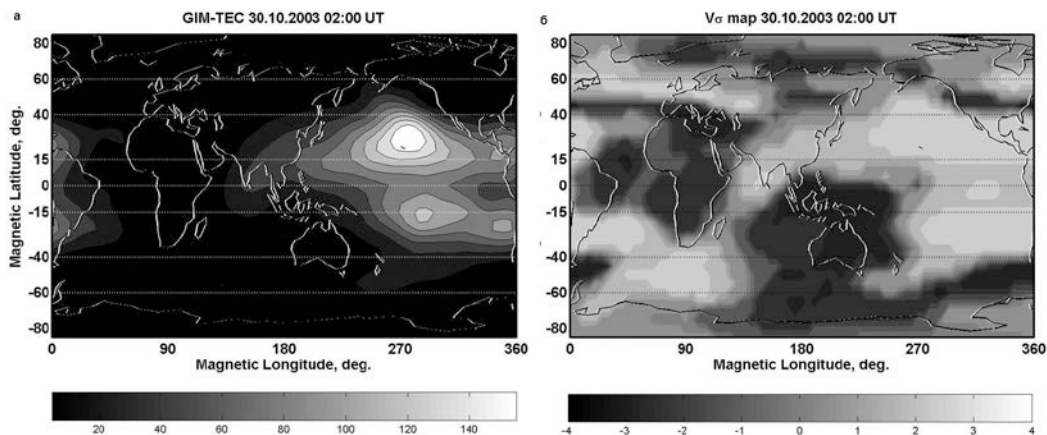 а
GIM-TEC 30.10.2003 02:00 UT
80
60
40
15
0
-15
-40
-60
-80
Magnetic Latitude, deg.
0 90 180 270 360
Magnetic Longitude, deg.
20 40 60 80 100 120 140
б
Vσ map 30.10.2003 02:00 UT
80
60
40
15
0
-15
-40
-60
-80
0 90 180 270 360
Magnetic Longitude, deg.
-4 -3 -2 -1 0 1 2 3 4